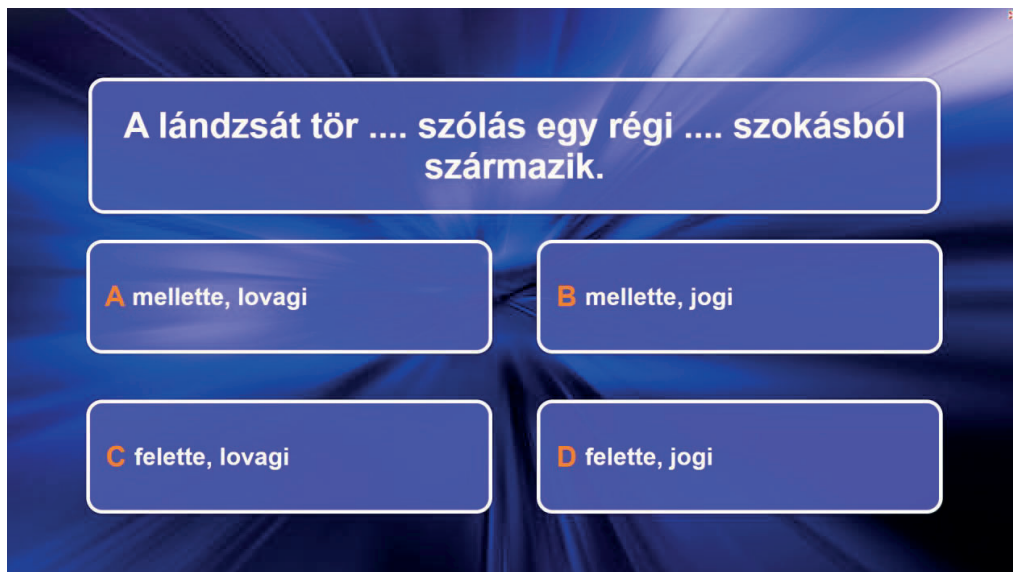 A lándzsát tör .... szólás egy régi .... szokásból
származik.
A mellette, lovagi
B mellette, jogi
C felette, lovagi
D felette, jogi